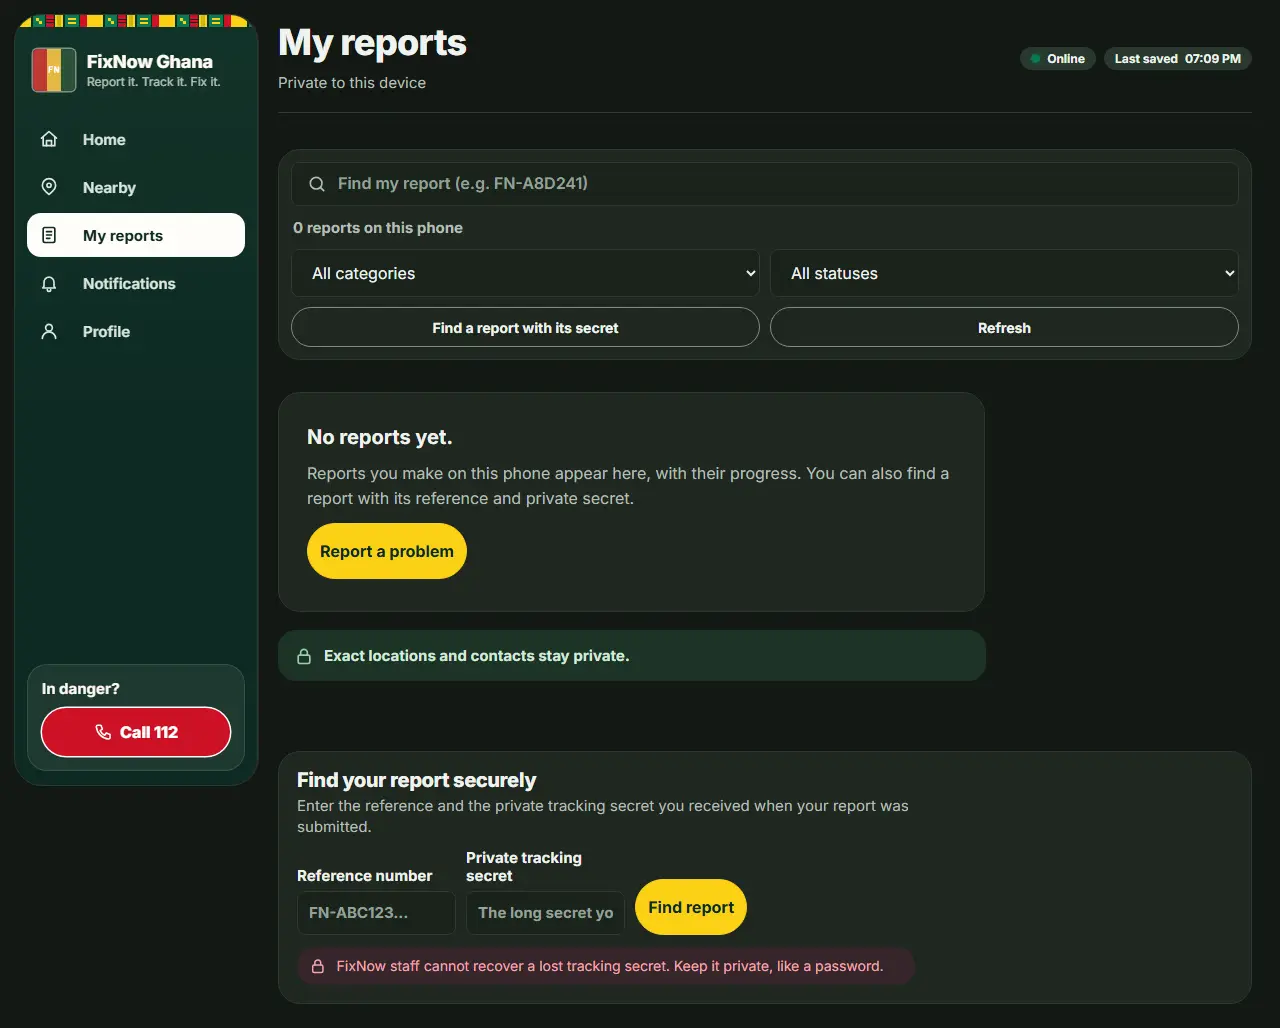 FN
FixNow Ghana
Report it. Track it. Fix it.
Home
Nearby
My reports
Notifications
Profile
In danger?
Call 112
My reports
Private to this device
Online
Last saved 07:09 PM
Find my report (e.g. FN-A8D241)
0 reports on this phone
All categories
All statuses
Find a report with its secret
Refresh
No reports yet.
Reports you make on this phone appear here, with their progress. You can also find a
report with its reference and private secret.
Report a problem
Exact locations and contacts stay private.
Find your report securely
Enter the reference and the private tracking secret you received when your report was
submitted.
Reference number
FN-ABC123...
Private tracking
secret
The long secret yo
Find report
FixNow staff cannot recover a lost tracking secret. Keep it private, like a password.